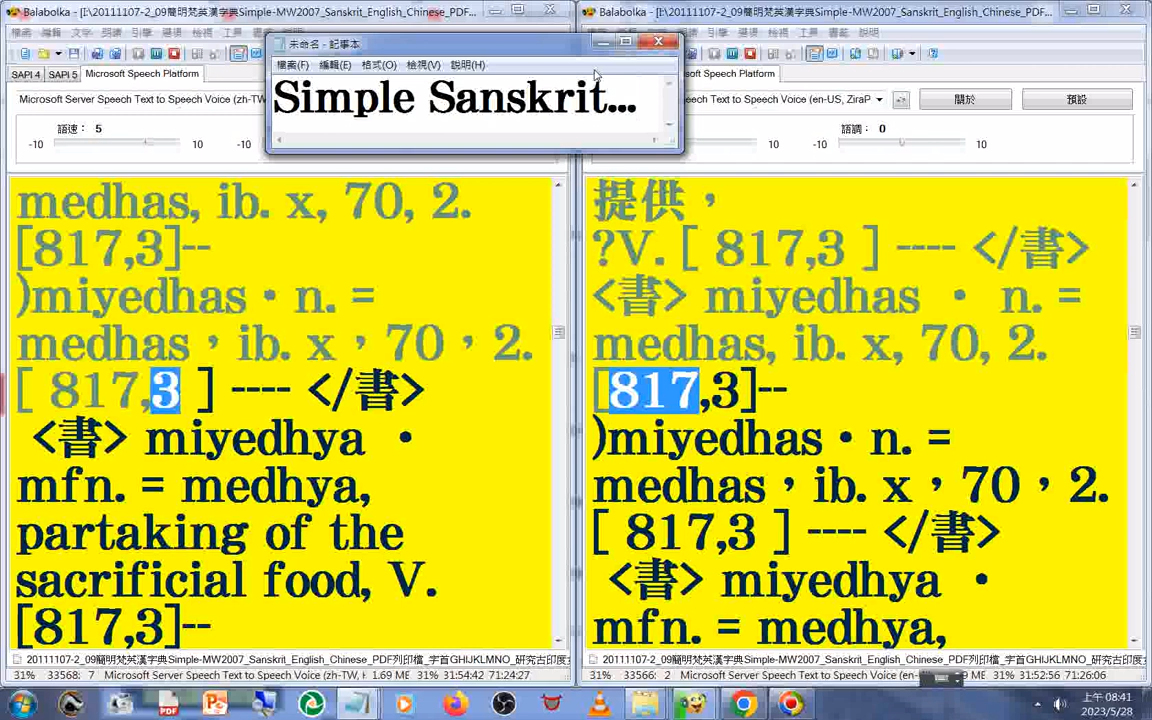 Balabolka - [I:\20111107-2_09簡明梵英漢字典Simple-MW2007_Sanskrit_English_Chinese_PDF...
Balabolka - [I:\20111107-2_09簡明梵英漢字典Simple-MW2007_Sanskrit_English_Chinese_PDF...
未命名 - 記事本
檔案(F) 編輯(E) 格式(O) 檢視(V) 說明(H)
Simple Sanskrit...
SAPI 4 SAPI 5 Microsoft Speech Platform
Speech Platform
Microsoft Server Speech Text to Speech Voice (zh-TW
eech Text to Speech Voice (en-US, ZiraP
關於
預設
語速： 5
語調： 0
-10 10 -10
10 -10 10
medhas, ib. x, 70, 2.
[817,3]--
)miyedhas‧n. =
medhas，ib. x，70，2.
[ 817,3 ] ---- </書>
<書> miyedhya ‧
mfn. = medhya,
partaking of the
sacrificial food, V.
[817,3]--
提供，
?V. [ 817,3 ] ---- </書>
<書> miyedhas ‧ n. =
medhas, ib. x, 70, 2.
[817,3]--
)miyedhas‧n. =
medhas，ib. x，70，2.
[ 817,3 ] ---- </書>
<書> miyedhya ‧
mfn. = medhya,
20111107-2_09簡明梵英漢字典Simple-MW2007_Sanskrit_English_Chinese_PDF列印檔_字首GHIJKLMNO_研究古印度
20111107-2_09簡明梵英漢字典Simple-MW2007_Sanskrit_English_Chinese_PDF列印檔_字首GHIJKLMNO_研究古印度
31% 33568: 7 Microsoft Server Speech Text to Speech Voice (zh-TW, 1.69 ME 31% 31:54:42 71:24:27
31% 33566: 2 Microsoft Server Speech Text to Speech Voice 9 ME 31% 31:52:56 71:26:06
上午 08:41
2023/5/28